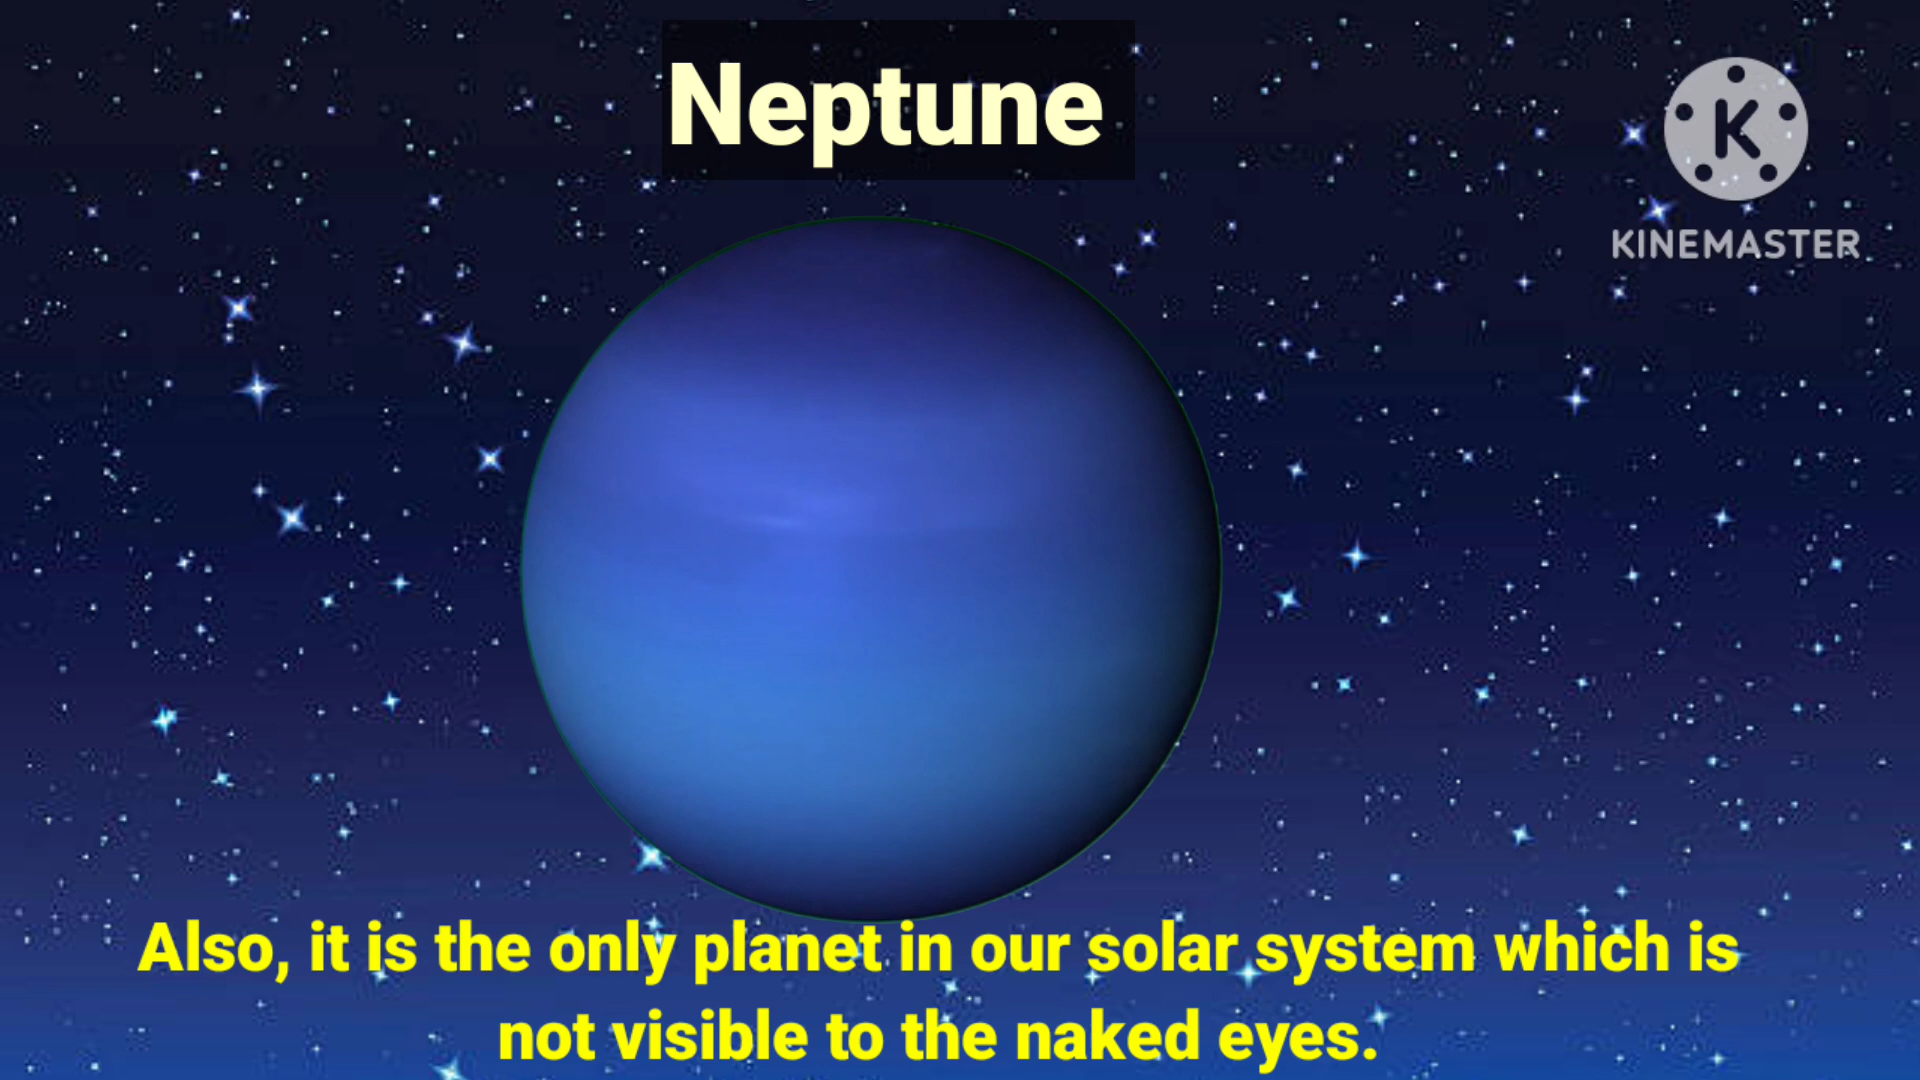 Neptune
K
KINEMASTER
Also, it is the only planet in our solar system which is
not visible to the naked eyes.